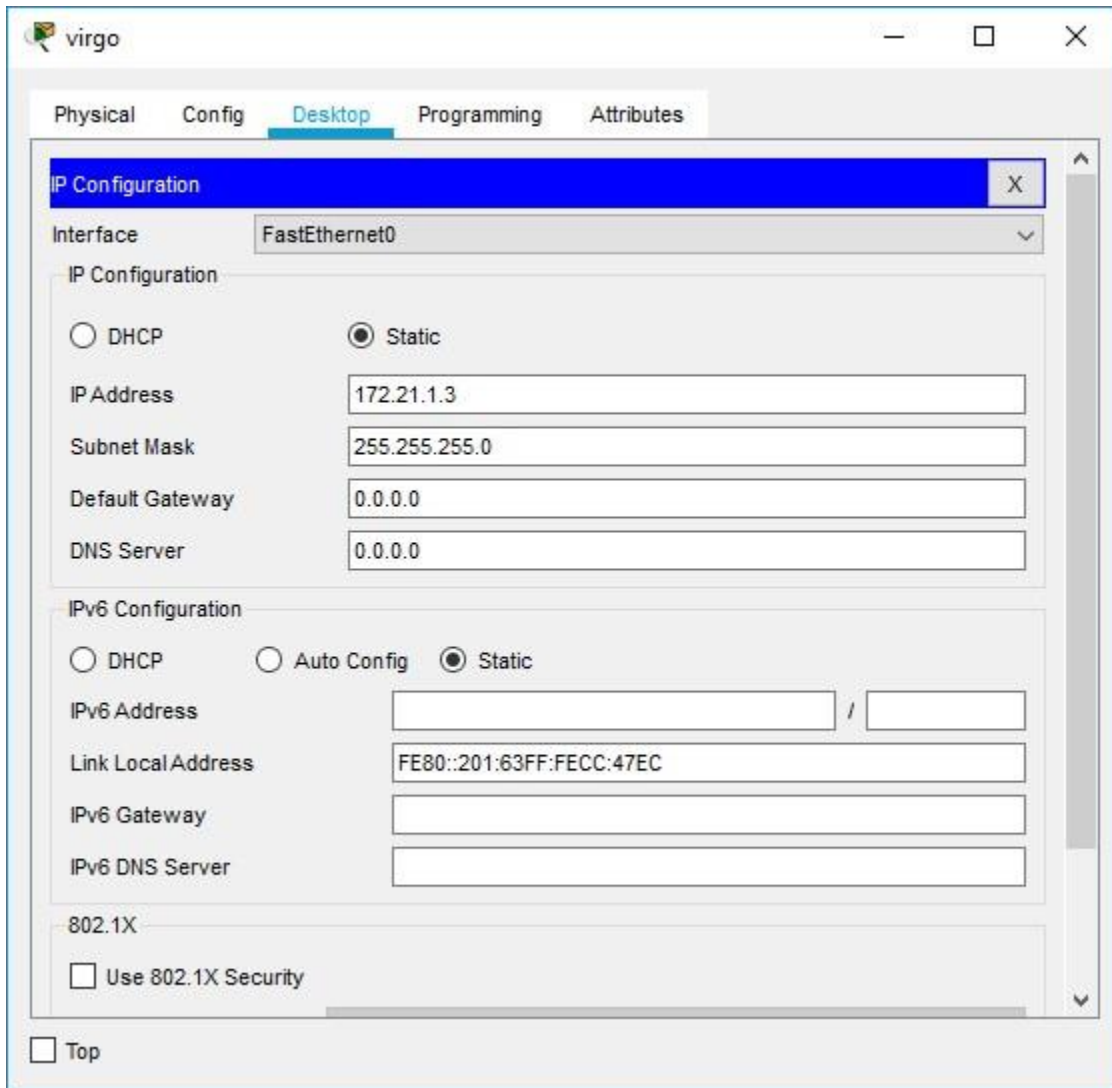 virgo
Physical Config Desktop Programming Attributes
IP Configuration X
Interface FastEthernet0
IP Configuration
DHCP Static
IP Address 172.21.1.3
Subnet Mask 255.255.255.0
Default Gateway 0.0.0.0
DNS Server 0.0.0.0
IPv6 Configuration
DHCP Auto Config Static
IPv6 Address /
Link Local Address FE80::201:63FF:FECC:47EC
IPv6 Gateway
IPv6 DNS Server
802.1X
Use 802.1X Security
Top